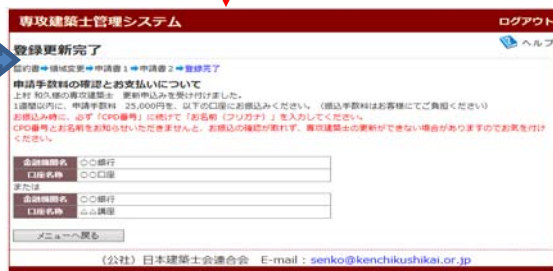 専攻建築士管理システム
ログアウト
ヘルプ
登録更新完了
誓約書➡領域変更➡申請書1➡申請書2➡登録完了
申請手数料の確認とお支払いについて
上村 和久様の専攻建築士 更新申込みを受け付けました。
1週間以内に、申請手数料 25,000円を、以下の口座にお振込みください。（振込手数料はお客様にてご負担ください）
お振込み時に、必ず「CPD番号」に続けて「お名前（フリガナ）」を入力してください。
CPD番号とお名前をお知らせいただきませんと、お振込の確認が取れず、専攻建築士の更新ができない場合がありますのでお気を付け
ください。
金融機関名 〇〇銀行
口座名称 〇〇口座
または
金融機関名 〇〇銀行
口座名称 △△講座
メニューへ戻る
(公社) 日本建築士会連合会 E-mail：senko@kenchikushikai.or.jp